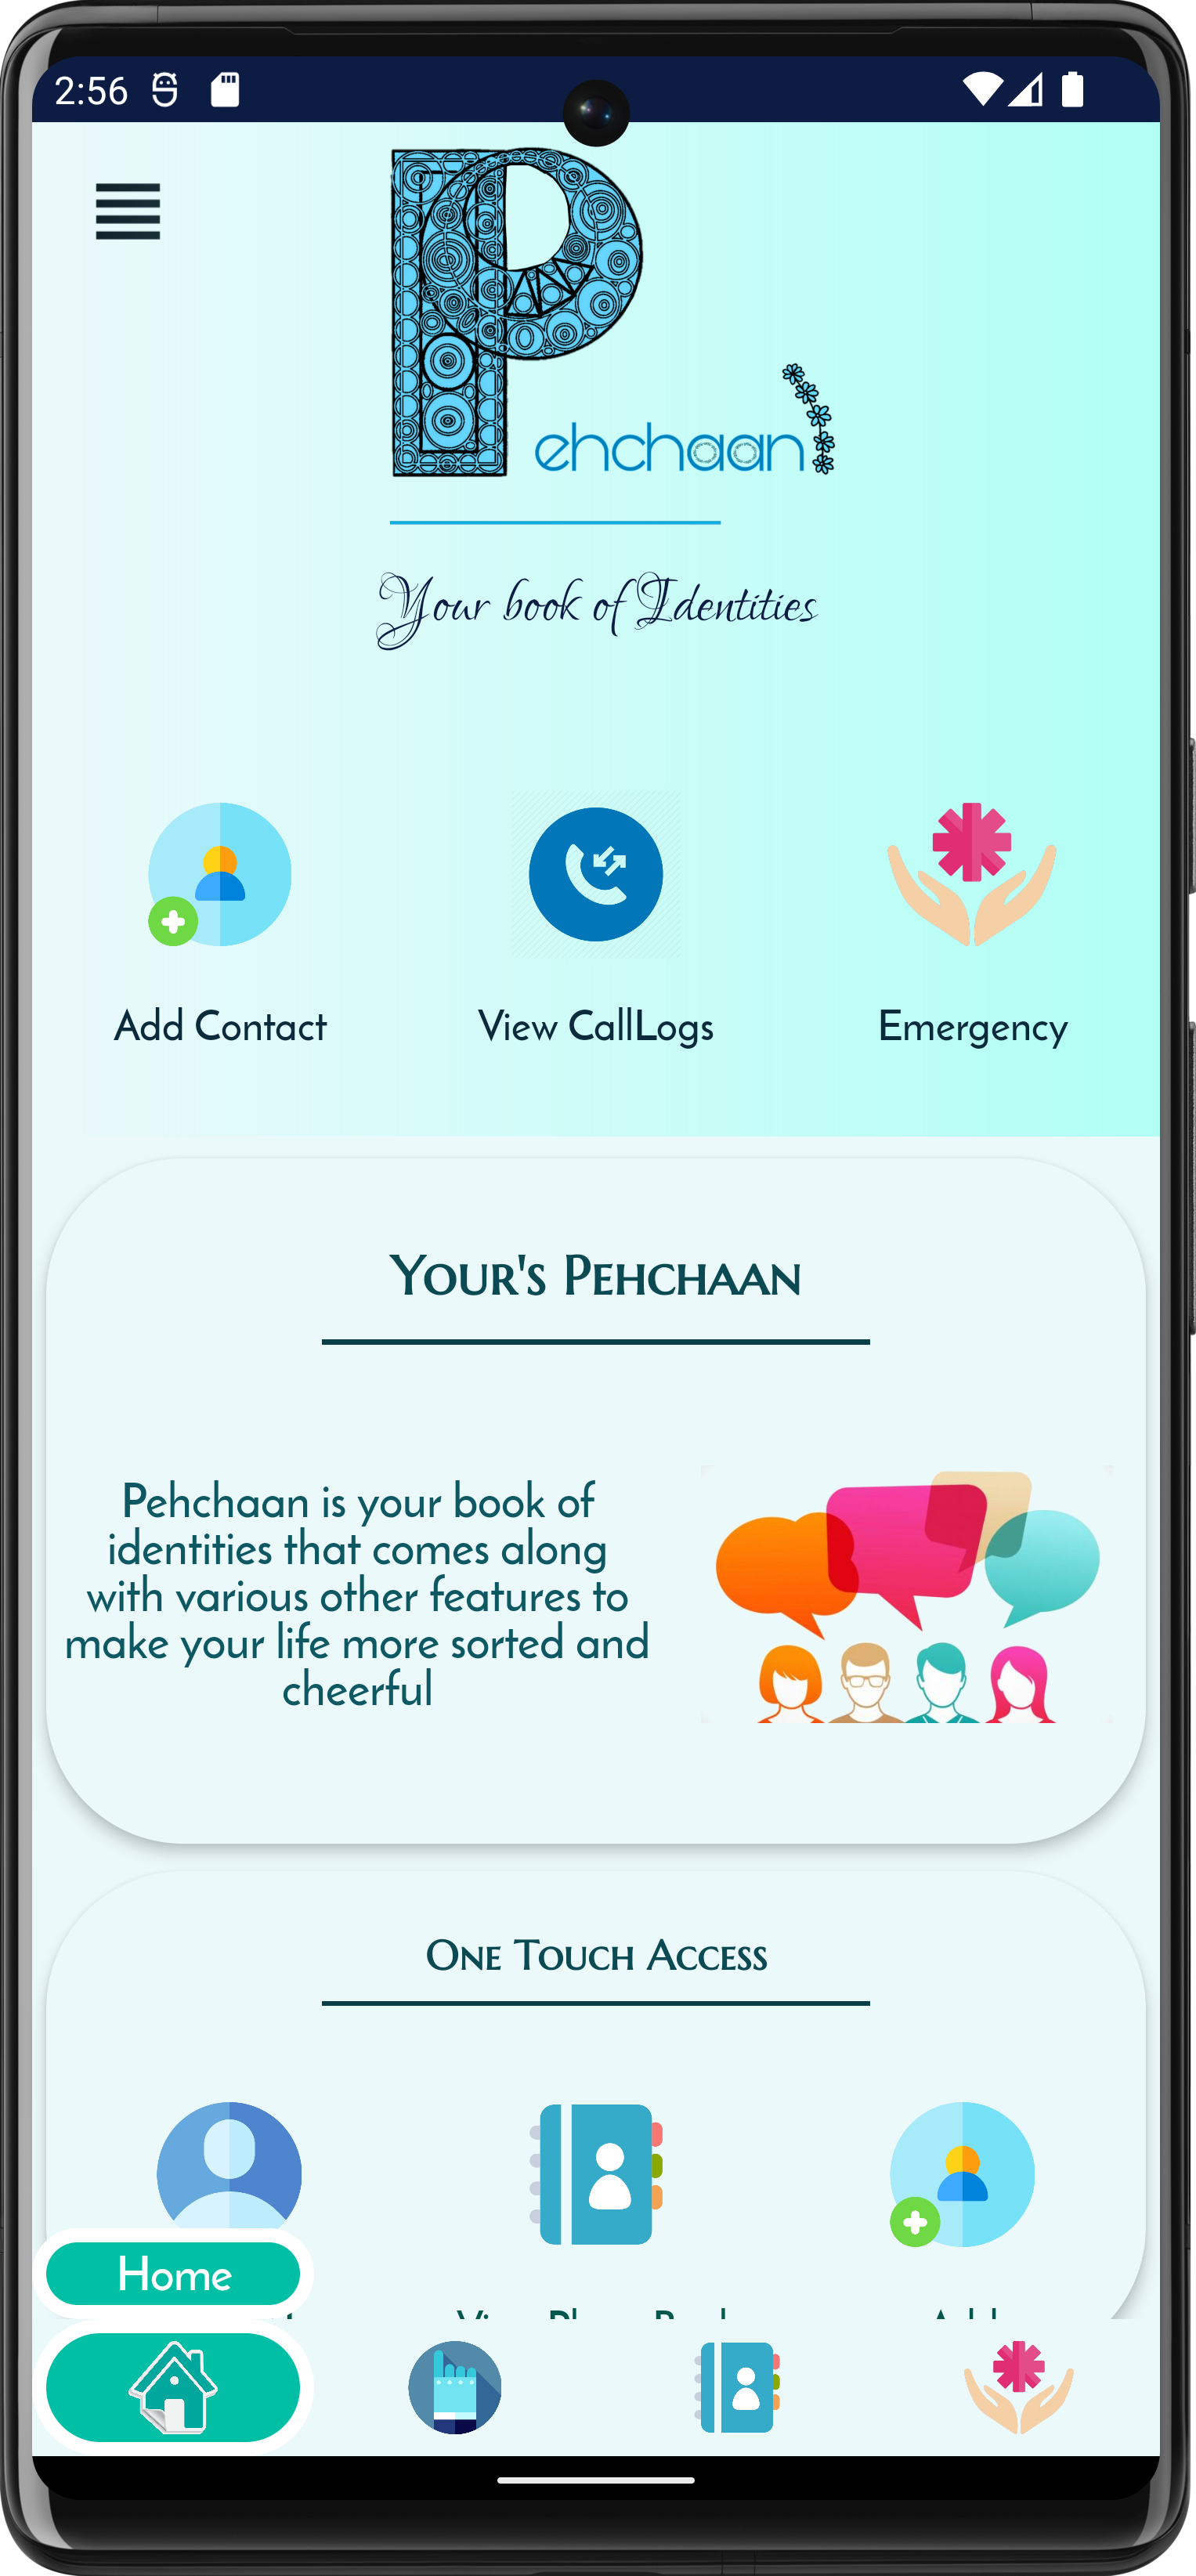 2:56
Pehchaan
Your book of Identities
Add Contact View CallLogs Emergency
Your's Pehchaan
Pehchaan is your book of
identities that comes along
with various other features to
make your life more sorted and
cheerful
One Touch Access
Home